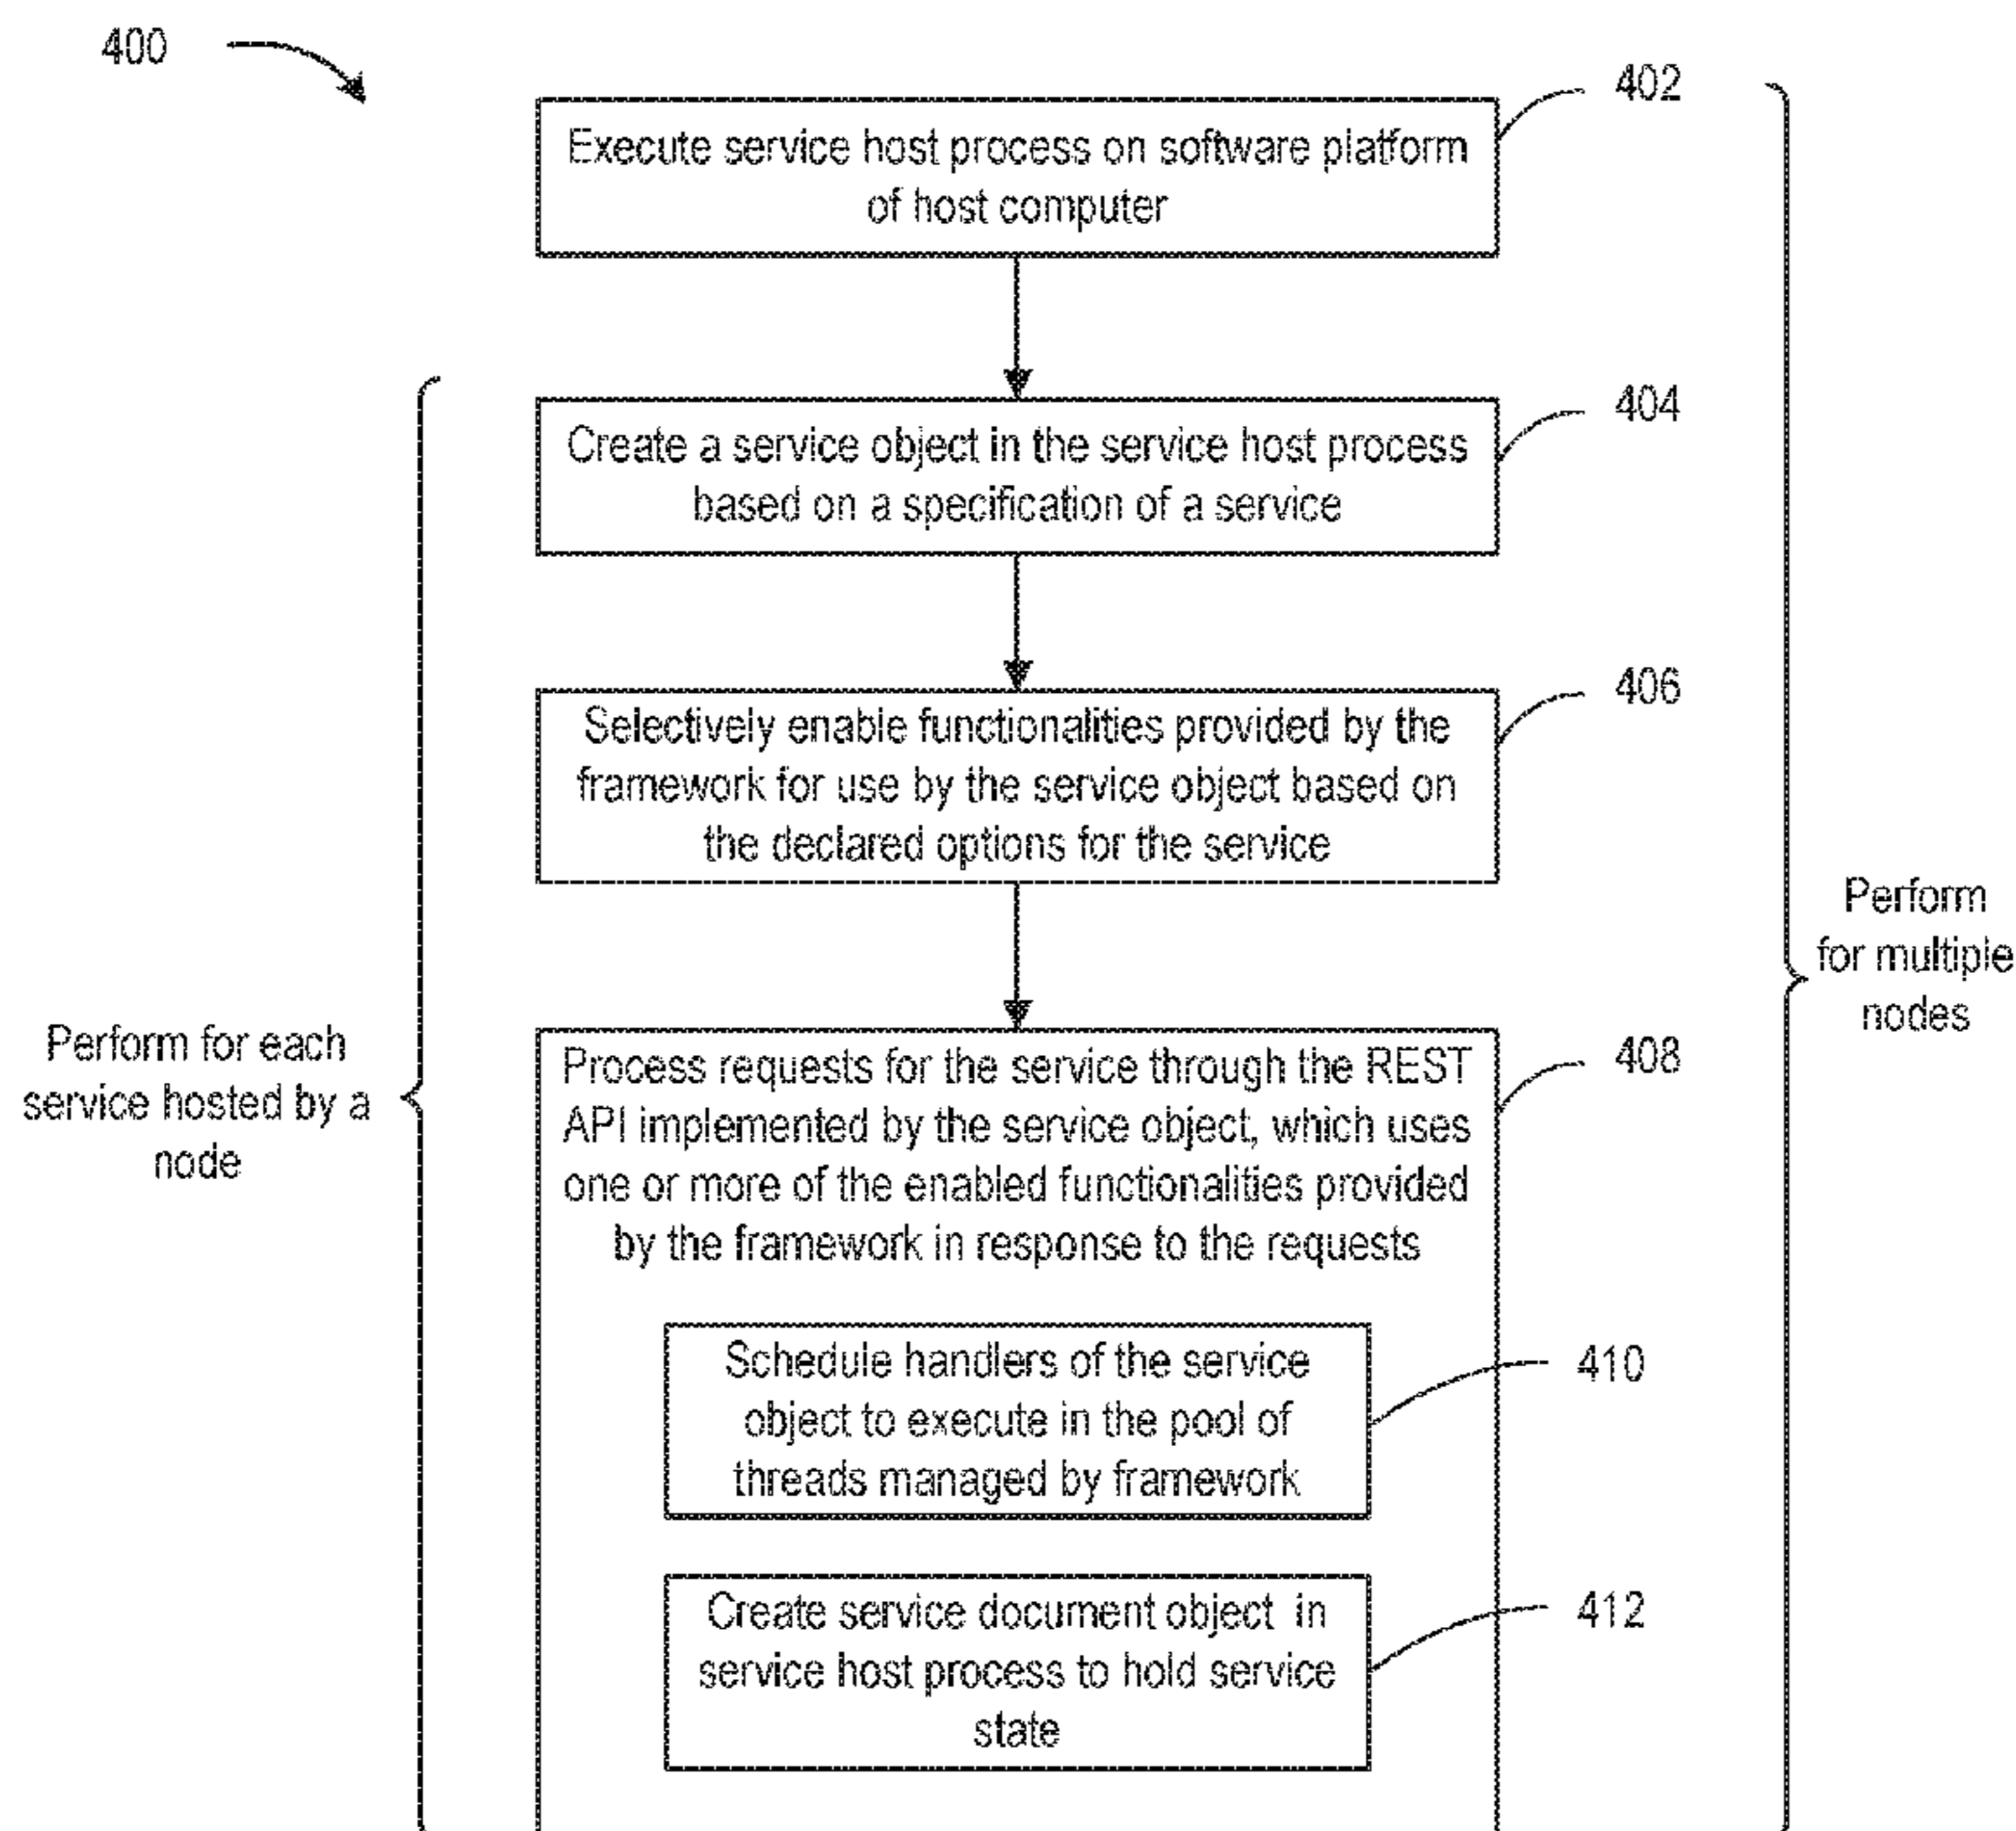 400
402
Execute service host process on software platform
of host computer
404
Create a service object in the service host process
based on a specification of a service
406
Selectively enable functionalities provided by the
framework for use by the service object based on
the declared options for the service
Perform
for multiple
nodes
Perform for each
service hosted by a
node
408
Process requests for the service through the REST
API implemented by the service object, which uses
one or more of the enabled functionalities provided
by the framework in response to the requests
410
Schedule handlers of the service
object to execute in the pool of
threads managed by framework
412
Create service document object in
service host process to hold service
state